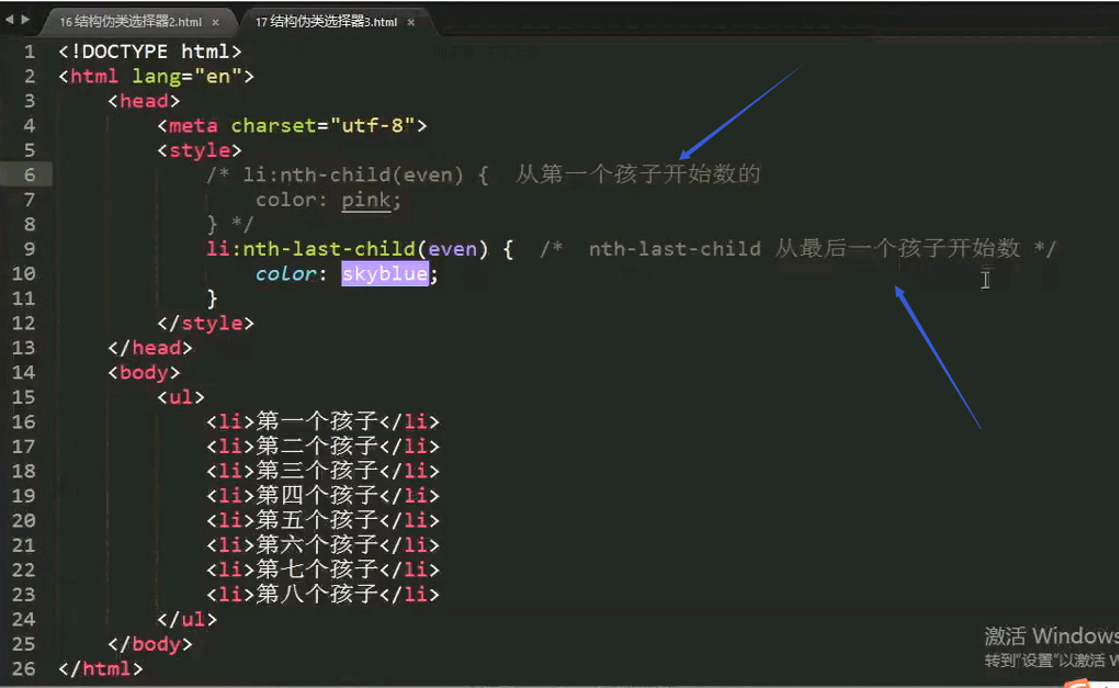 16 结构伪类选择器2.html ×
17 结构伪类选择器3.html ×
1 <!DOCTYPE html>
2 <html lang="en">
3     <head>
4         <meta charset="utf-8">
5         <style>
6             /* li:nth-child(even) {  从第一个孩子开始数的
7                 color: pink;
8             } */
9             li:nth-last-child(even) {  /*  nth-last-child 从最后一个孩子开始数 */
10                 color: skyblue;
11             }
12         </style>
13     </head>
14     <body>
15         <ul>
16             <li>第一个孩子</li>
17             <li>第二个孩子</li>
18             <li>第三个孩子</li>
19             <li>第四个孩子</li>
20             <li>第五个孩子</li>
21             <li>第六个孩子</li>
22             <li>第七个孩子</li>
23             <li>第八个孩子</li>
24         </ul>
25     </body>
26 </html>
激活 Windows
转到"设置"以激活 W